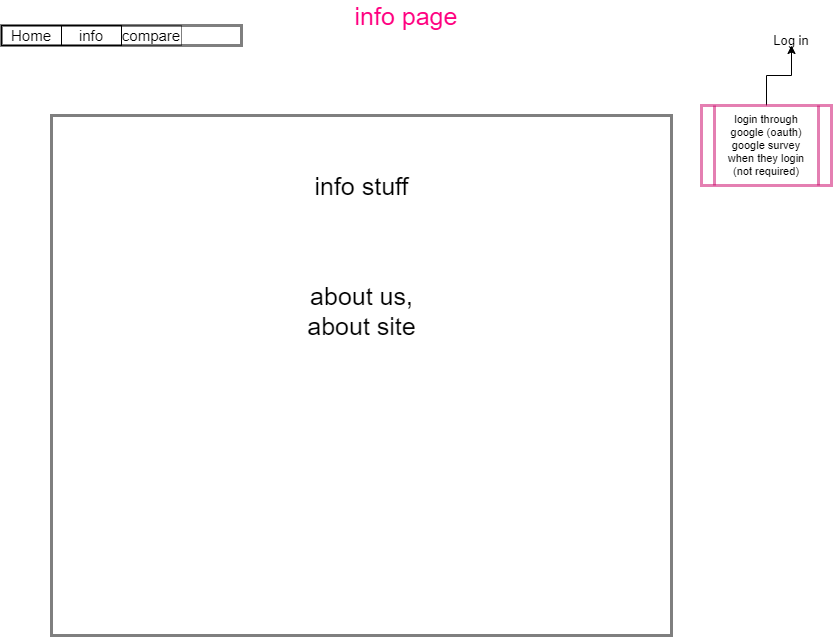 info page
Home info compare
Log in
login through
google (oauth)
google survey
when they login
(not required)
info stuff
about us,
about site